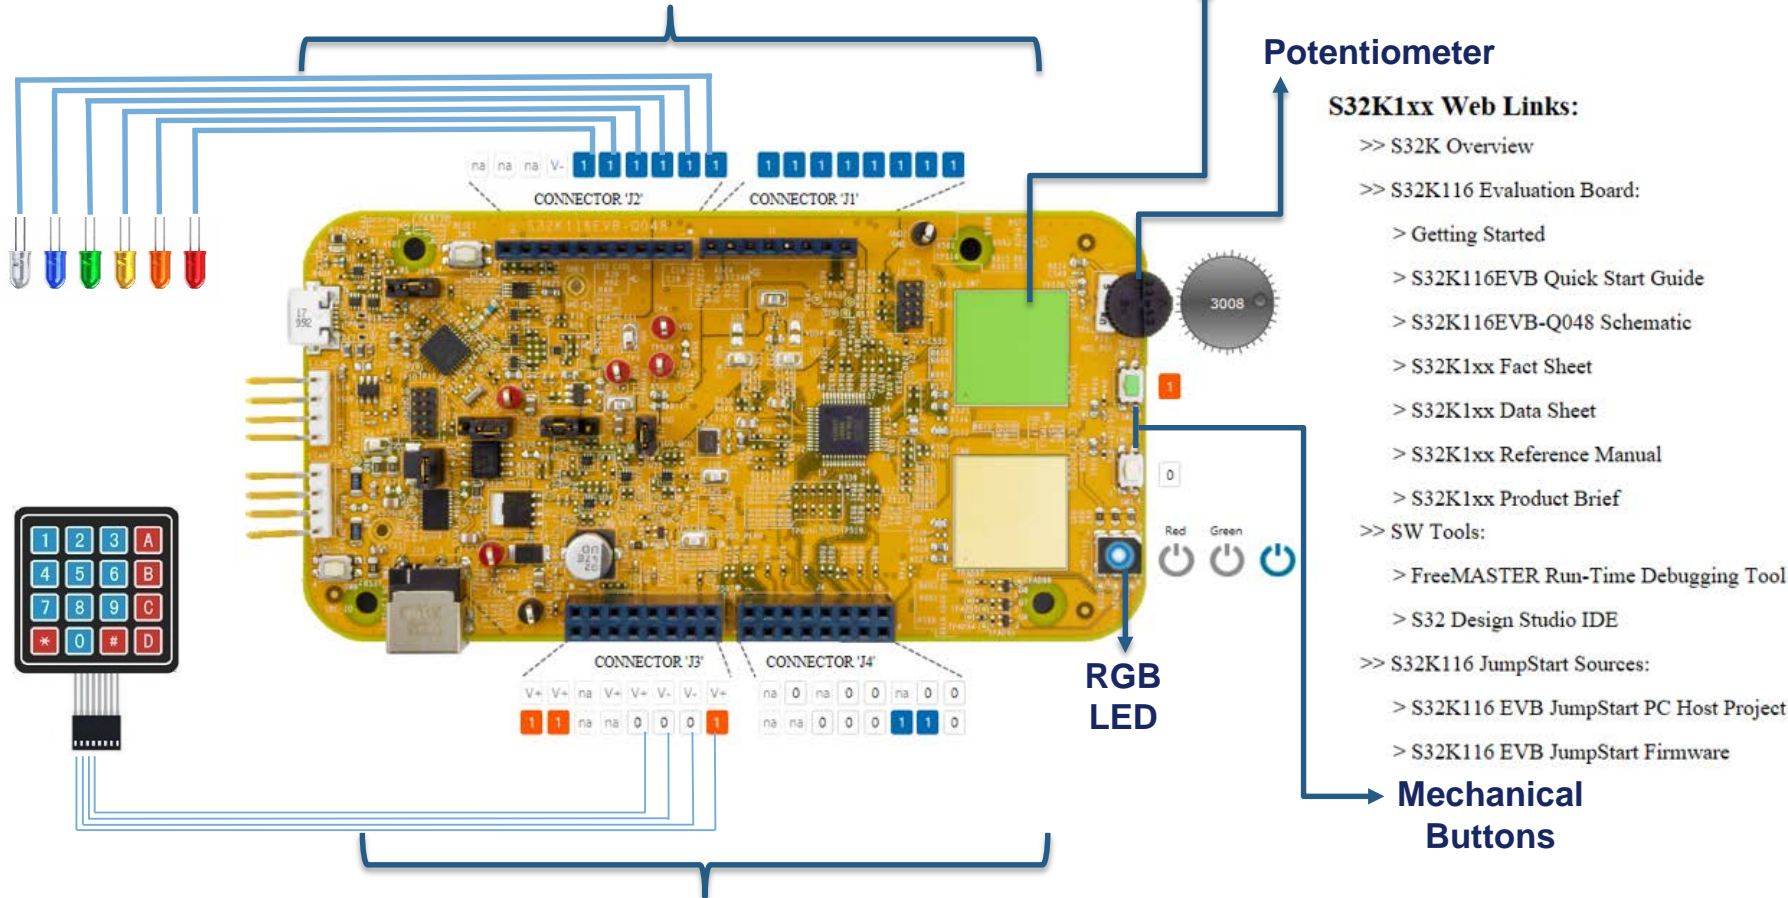 Potentiometer
S32K1xx Web Links:
>> S32K Overview
>> S32K116 Evaluation Board:
> Getting Started
> S32K116EVB Quick Start Guide
> S32K116EVB-Q048 Schematic
> S32K1xx Fact Sheet
> S32K1xx Data Sheet
> S32K1xx Reference Manual
> S32K1xx Product Brief
>> SW Tools:
> FreeMASTER Run-Time Debugging Tool
> S32 Design Studio IDE
>> S32K116 JumpStart Sources:
> S32K116 EVB JumpStart PC Host Project
> S32K116 EVB JumpStart Firmware
na na na V- 1 1 1 1 1 1
1 1 1 1 1 1 1 1
CONNECTOR 'J2'
CONNECTOR 'J1'
S32K116EVB-Q048
3008
1
0
Red Green
1 2 3 A
4 5 6 B
7 8 9 C
* 0 # D
CONNECTOR 'J3'
CONNECTOR 'J4'
V+ V+ na V+ V+ V- V- V+
1 1 na na 0 0 0 1
na 0 na 0 0 na 0 0
na na 0 0 0 1 1 0
RGB
LED
Mechanical
Buttons